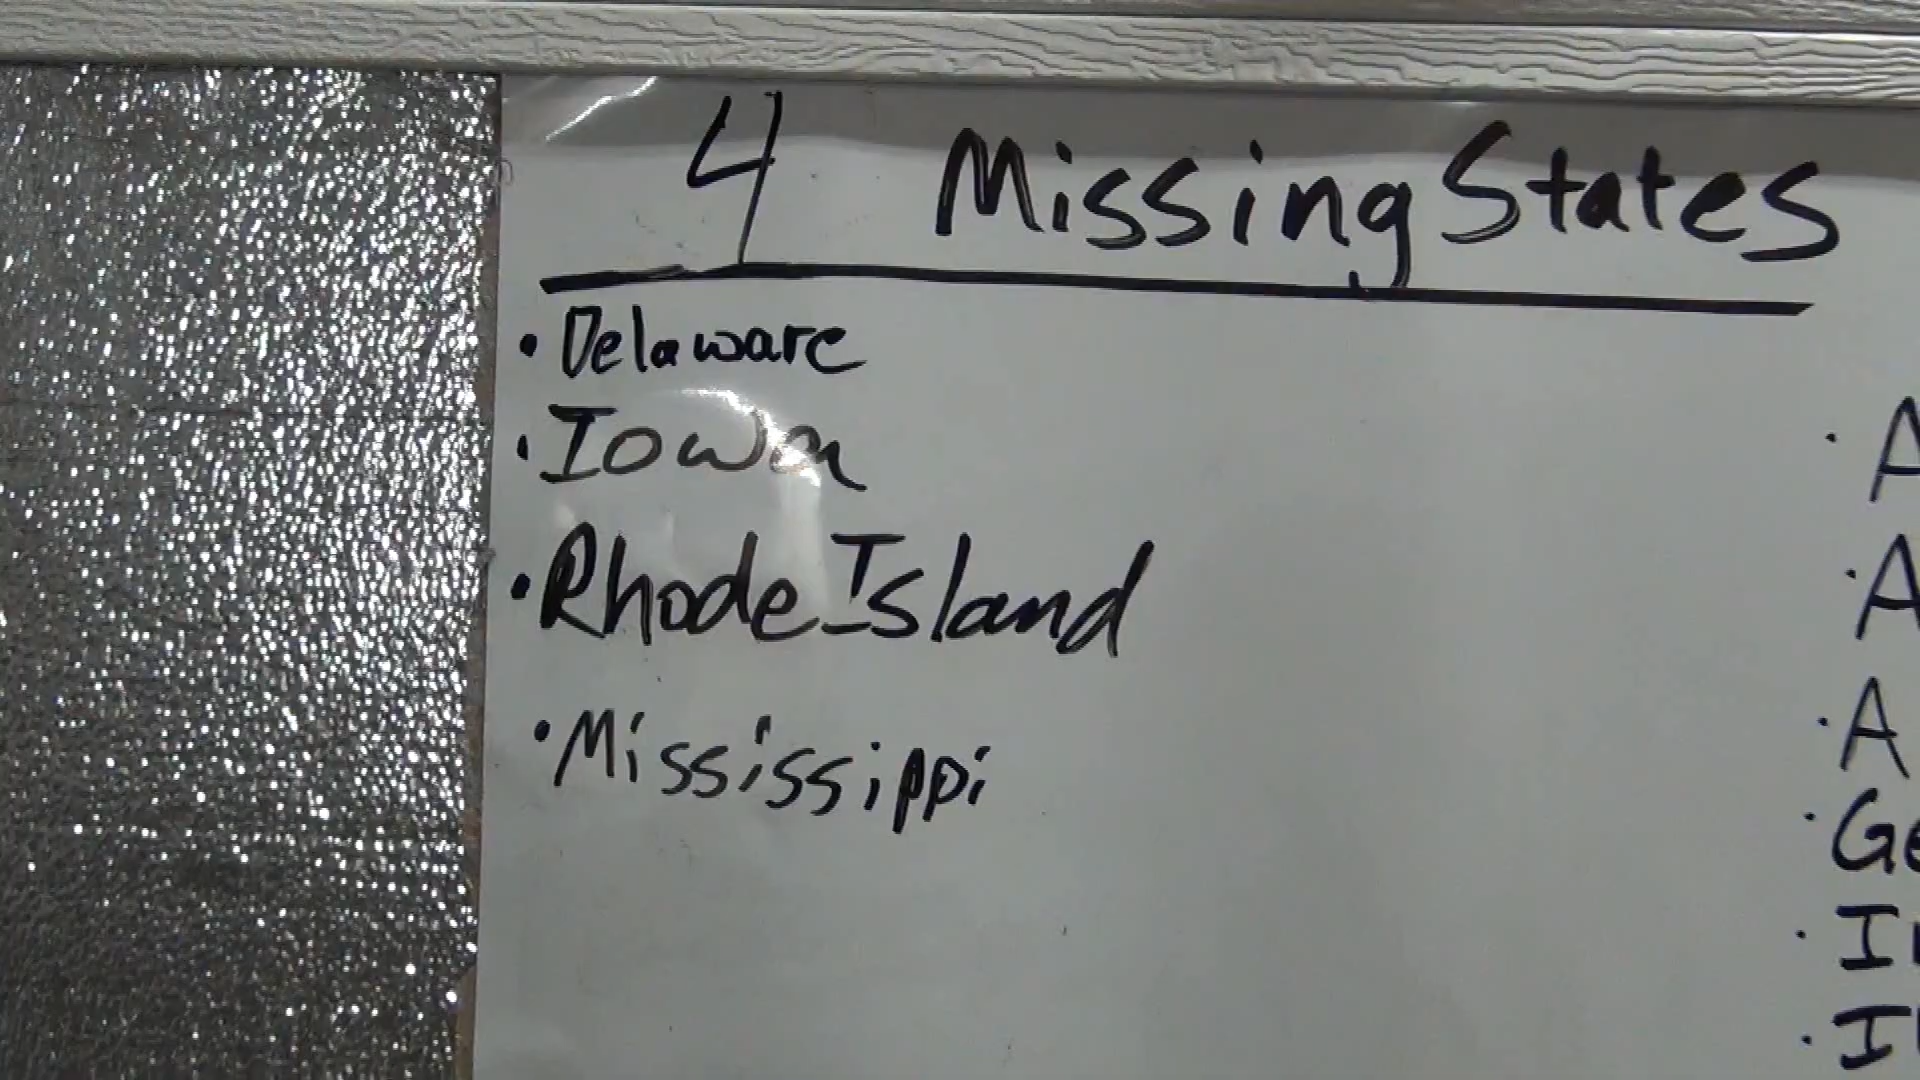 4 Missing States
• Delaware
• Iowa
• Rhode Island
• Mississippi